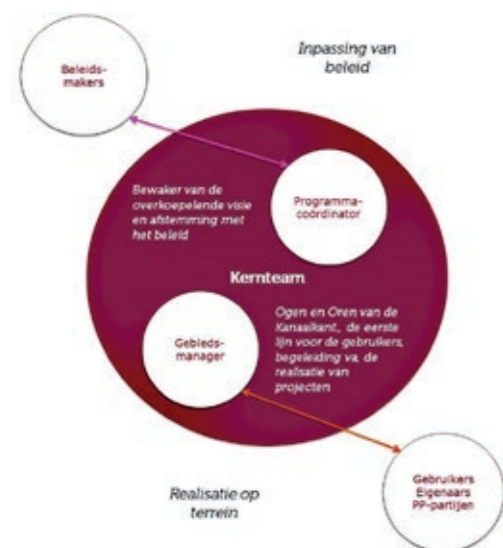 Inpassing van
beleid
Beleids-
makers
Bewaker van de
overkoepelende visie
en afstemming met
het beleid
Programma-
coördinator
Kernteam
Gebieds-
manager
Ogen en Oren van de
Kanaalkant, de eerste
lijn voor de gebruikers,
begeleiding va, de
realisatie van
projecten
Realisatie op
terrein
Gebruikers
Eigenaars
PP-partijen